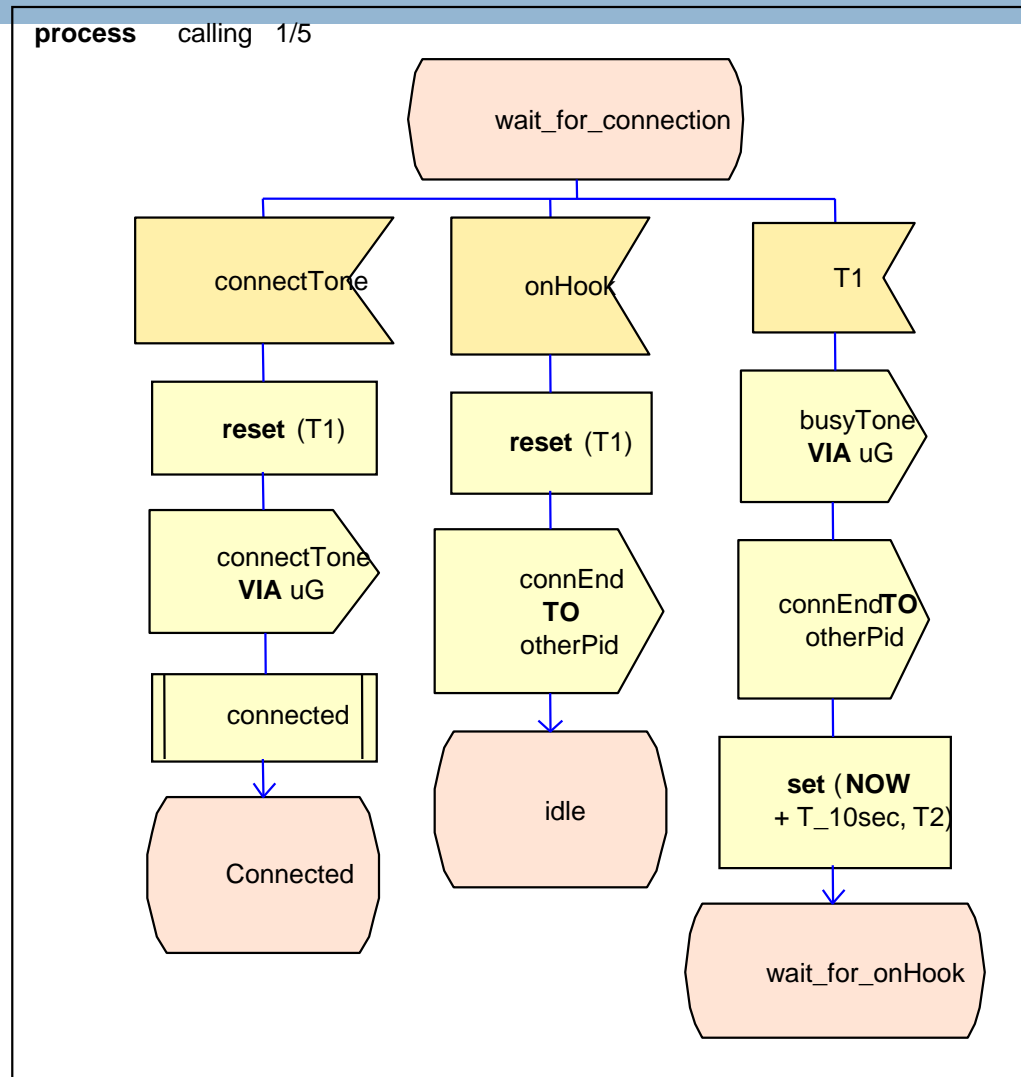 process calling 1/5
wait_for_connection
connectTone
reset (T1)
connectTone
VIA uG
connected
Connected
onHook
reset (T1)
connEnd
TO
otherPid
idle
T1
busyTone
VIA uG
connEndTO
otherPid
set (NOW
+ T_10sec, T2)
wait_for_onHook